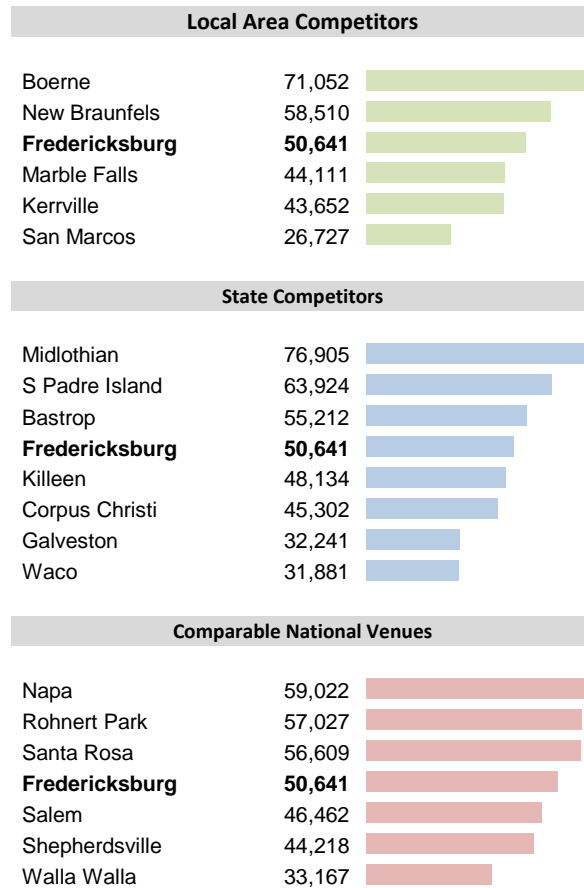 Local Area Competitors
Boerne 71,052
New Braunfels 58,510
Fredericksburg 50,641
Marble Falls 44,111
Kerrville 43,652
San Marcos 26,727
State Competitors
Midlothian 76,905
S Padre Island 63,924
Bastrop 55,212
Fredericksburg 50,641
Killeen 48,134
Corpus Christi 45,302
Galveston 32,241
Waco 31,881
Comparable National Venues
Napa 59,022
Rohnert Park 57,027
Santa Rosa 56,609
Fredericksburg 50,641
Salem 46,462
Shepherdsville 44,218
Walla Walla 33,167